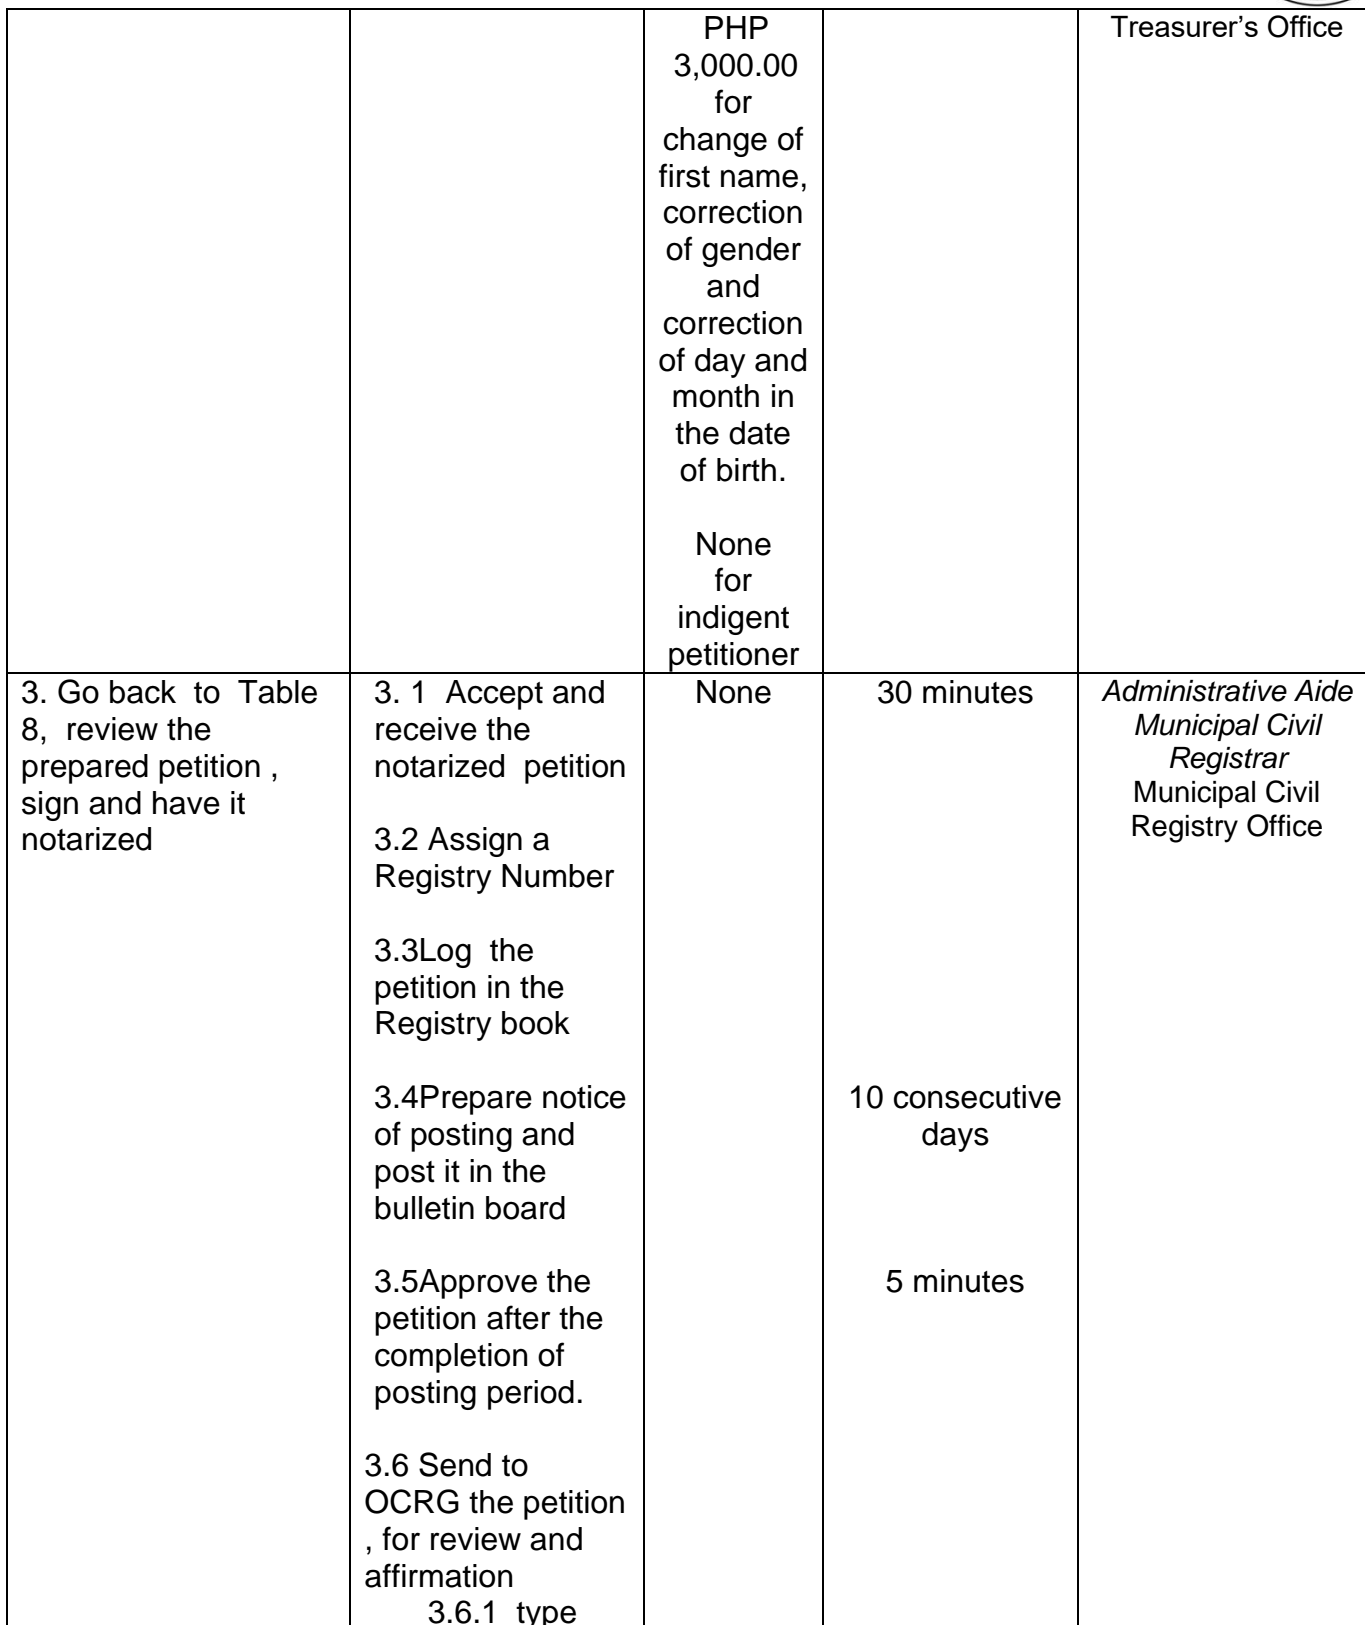 PHP
3,000.00
for
change of
first name,
correction
of gender
and
correction
of day and
month in
the date
of birth.
None
for
indigent
petitioner
Treasurer’s Office
3. Go back  to  Table
8,  review the
prepared petition ,
sign and have it
notarized
3. 1  Accept and
receive the
notarized  petition
3.2 Assign a
Registry Number
3.3Log  the
petition in the
Registry book
3.4Prepare notice
of posting and
post it in the
bulletin board
3.5Approve the
petition after the
completion of
posting period.
3.6 Send to
OCRG the petition
, for review and
affirmation
3.6.1  type
None
30 minutes
10 consecutive
days
5 minutes
Administrative Aide
Municipal Civil
Registrar
Municipal Civil
Registry Office